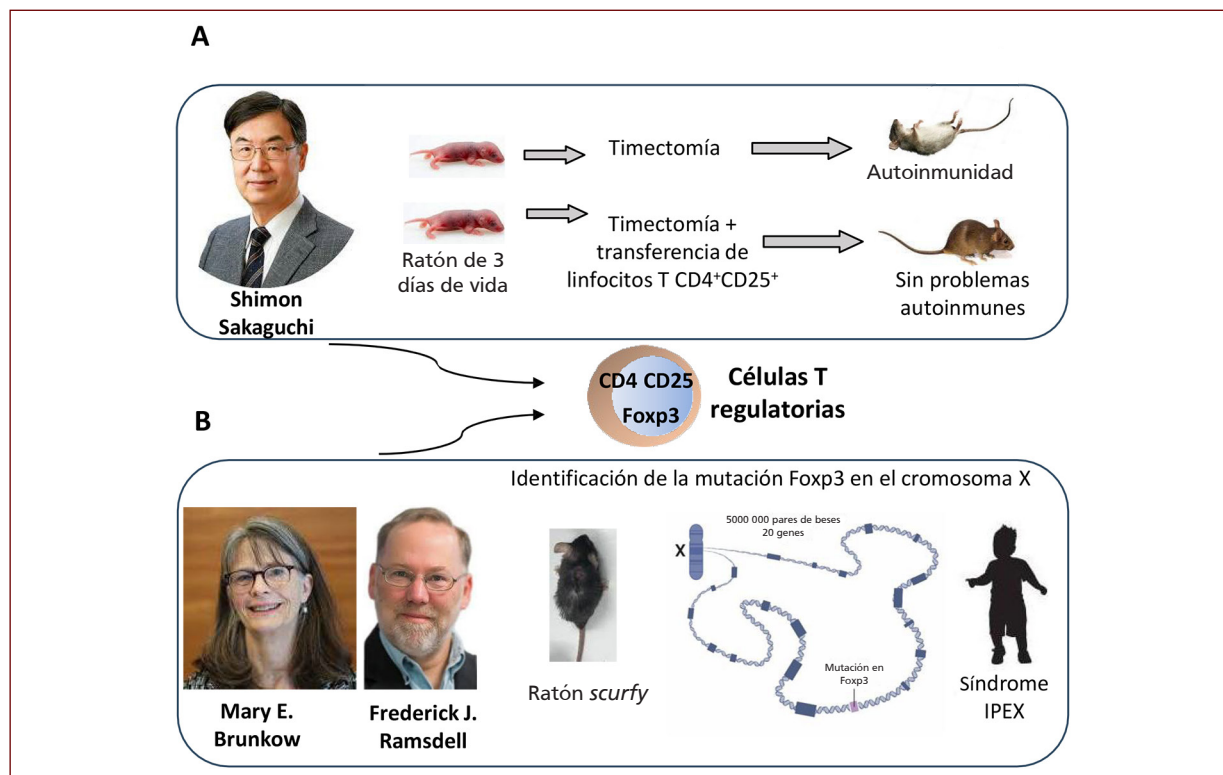 A
Shimon
Sakaguchi
Ratón de 3
días de vida
Timectomía
Autoinmunidad
Timectomía +
transferencia de
linfocitos T CD4⁺CD25⁺
Sin problemas
autoinmunes
CD4 CD25
Foxp3
Células T
regulatorias
B
Identificación de la mutación Foxp3 en el cromosoma X
Mary E.
Brunkow
Frederick J.
Ramsdell
Ratón scurfy
5000 000 pares de beses
20 genes
X
Mutación en
Foxp3
Síndrome
IPEX